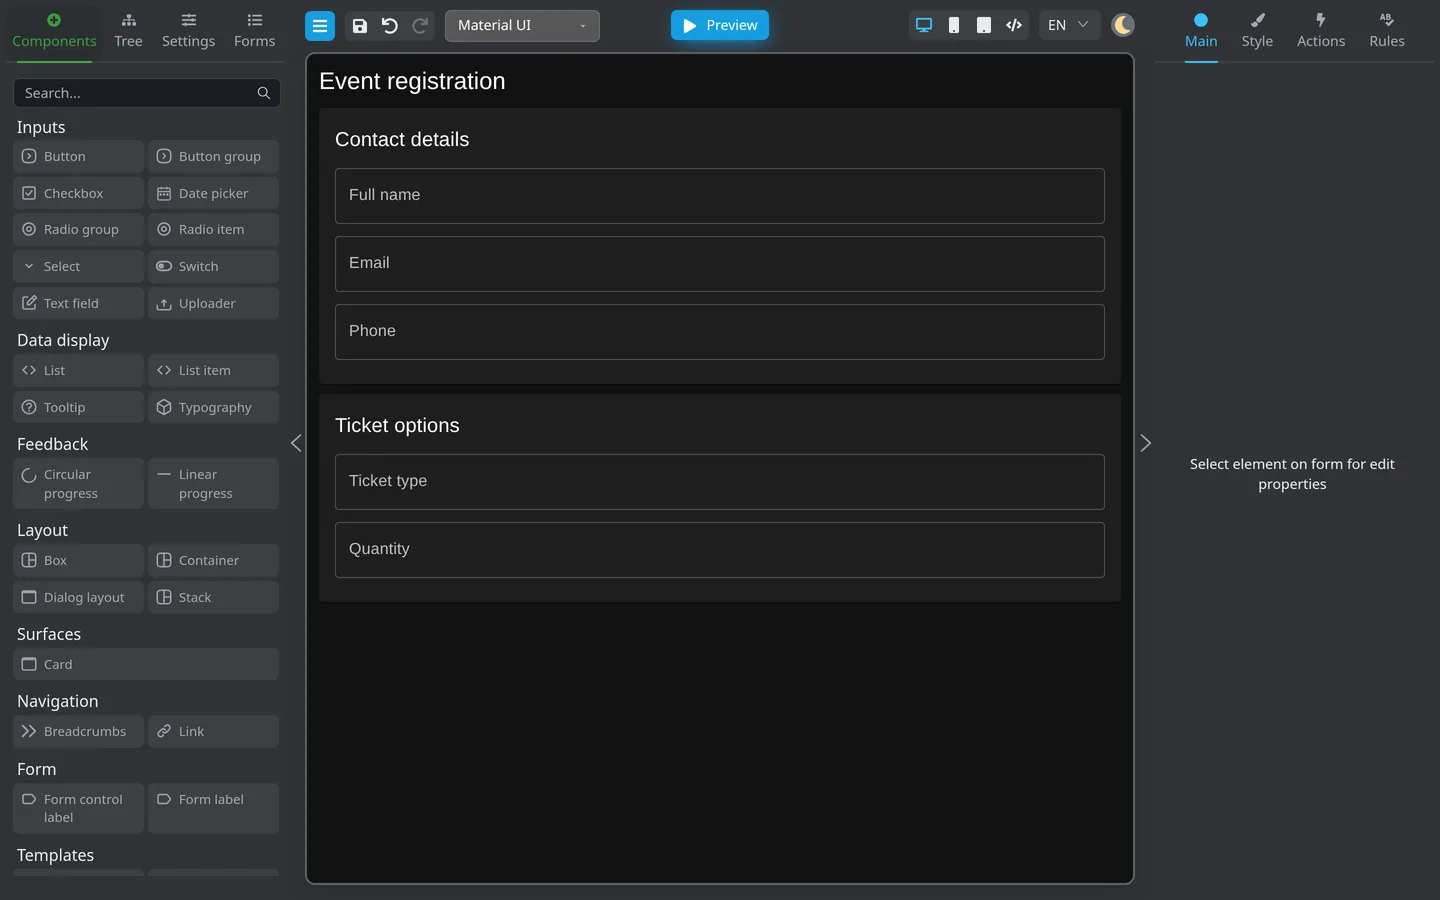 Components
Tree
Settings
Forms
Material UI
Preview
EN
Main
Style
Actions
AB
Rules
Search...
Inputs
Button
Button group
Checkbox
Date picker
Radio group
Radio item
Select
Switch
Text field
Uploader
Data display
List
List item
Tooltip
Typography
Feedback
Circular
progress
Linear
progress
Layout
Box
Container
Dialog layout
Stack
Surfaces
Card
Navigation
Breadcrumbs
Link
Form
Form control
label
Form label
Templates
Event registration
Contact details
Full name
Email
Phone
Ticket options
Ticket type
Quantity
Select element on form for edit
properties